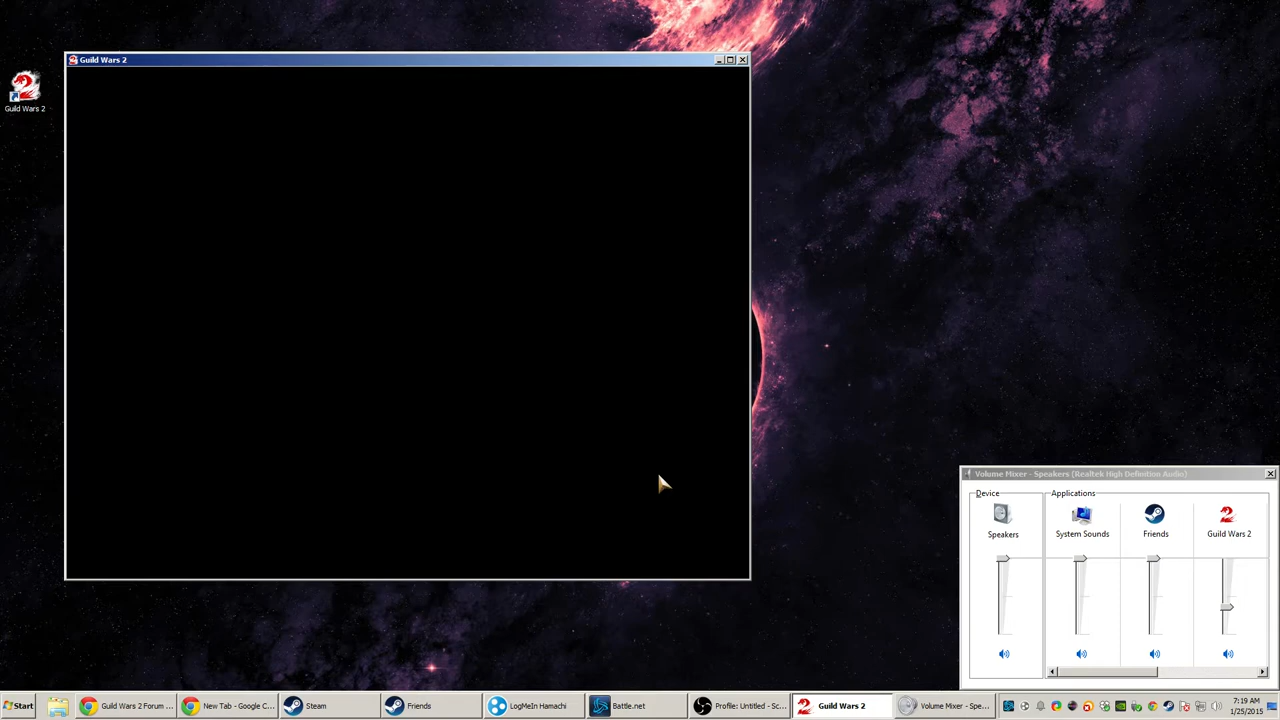 Guild Wars 2
Guild Wars 2
Volume Mixer - Speakers (Realtek High Definition Audio)
Device
Applications
Speakers
System Sounds
Friends
Guild Wars 2
Start
Guild Wars 2 Forum ...
New Tab - Google C...
Steam
Friends
LogMeIn Hamachi
Battle.net
Profile: Untitled - Sc...
Guild Wars 2
Volume Mixer - Spe...
7:19 AM
1/25/2015